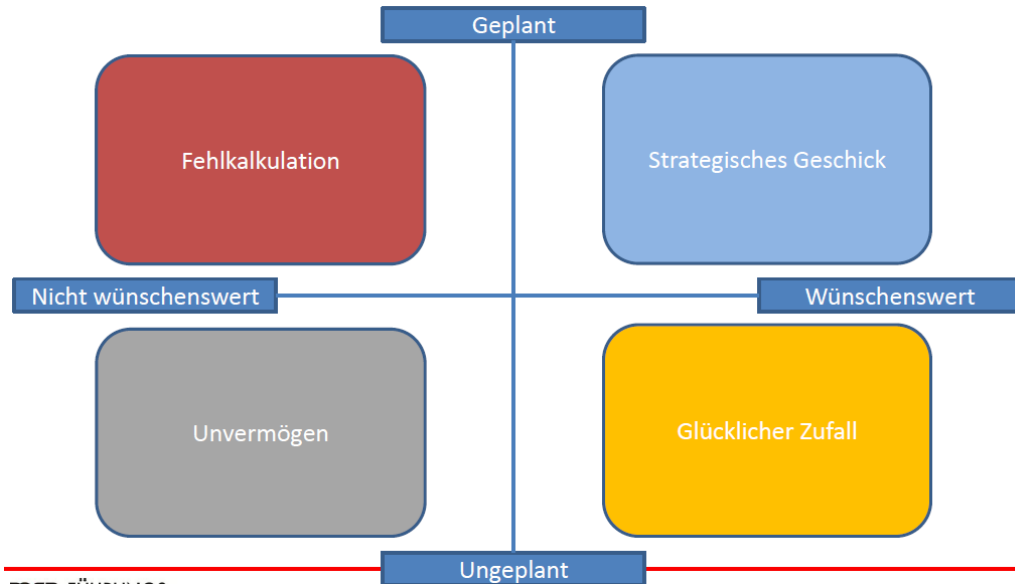 Geplant
Fehlkalkulation
Strategisches Geschick
Nicht wünschenswert
Wünschenswert
Unvermögen
Glücklicher Zufall
Ungeplant